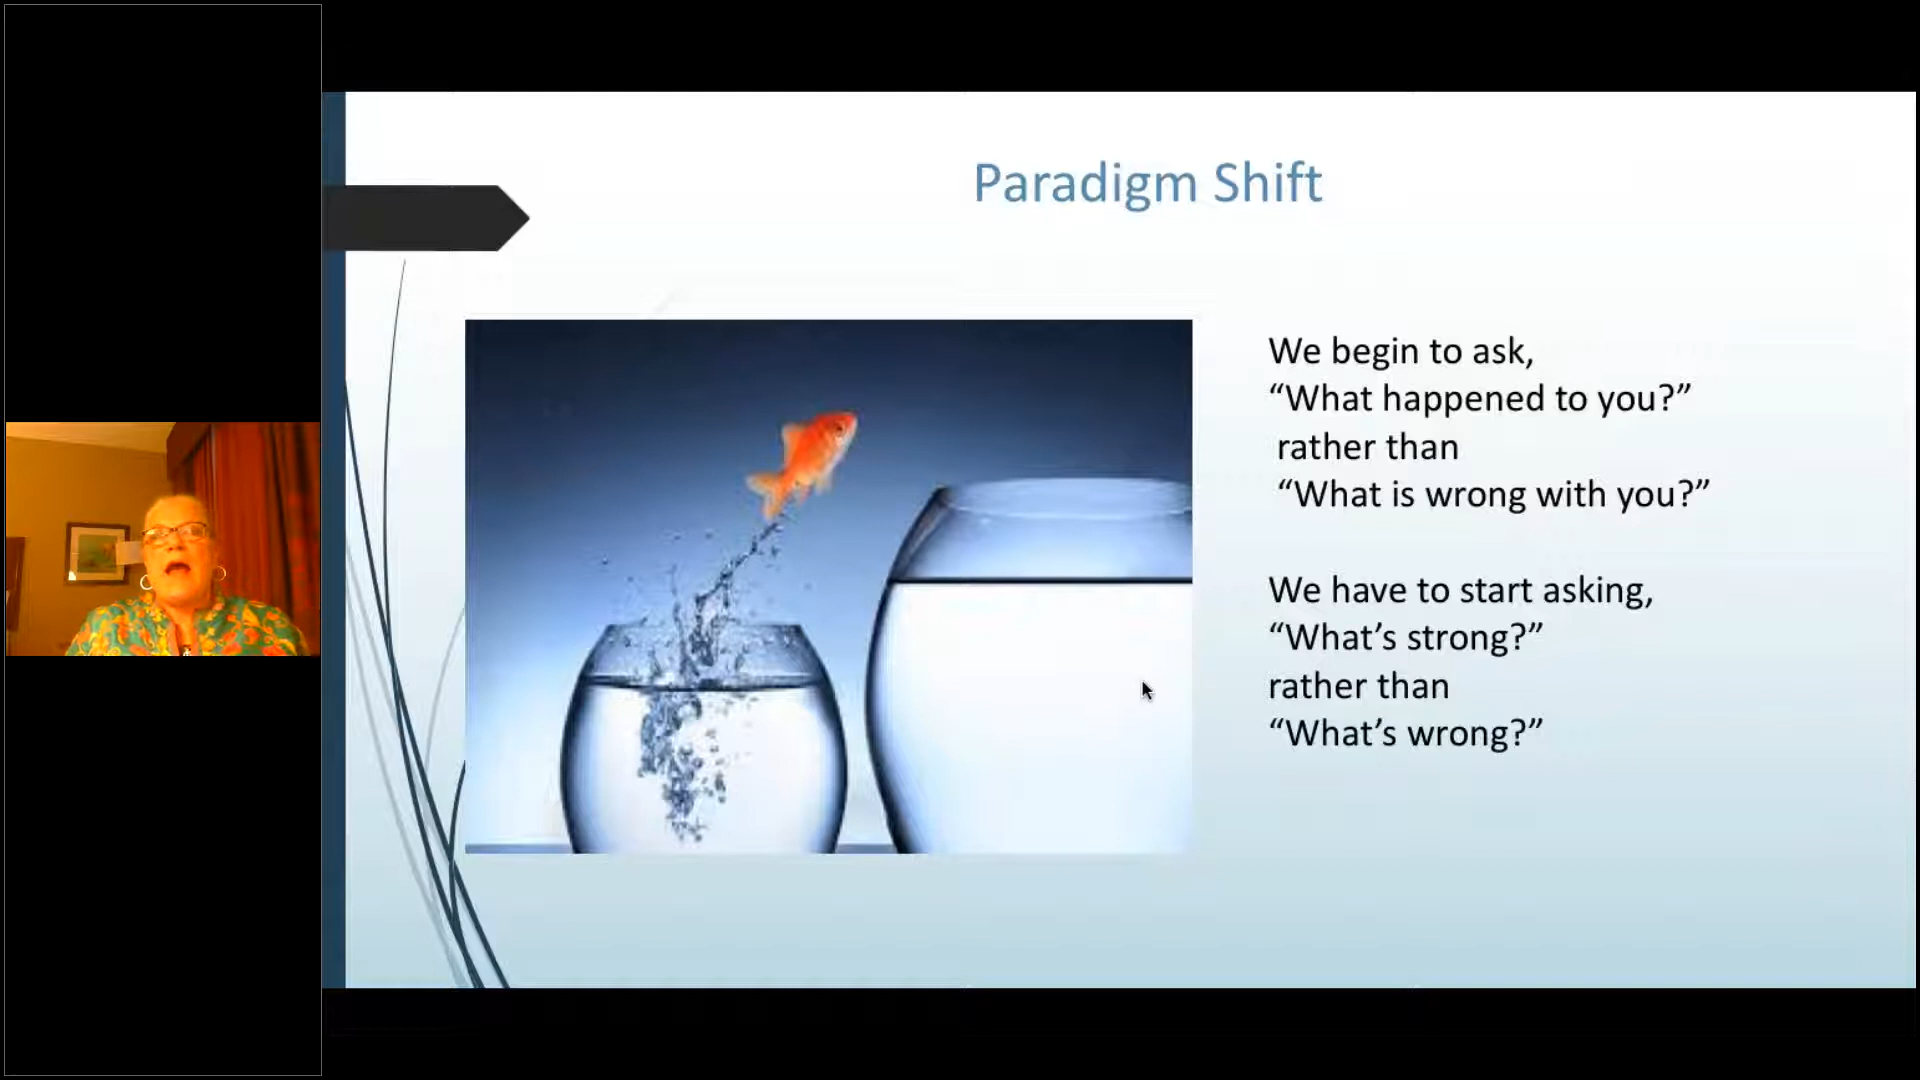 Paradigm Shift
We begin to ask,
“What happened to you?”
rather than
“What is wrong with you?”
We have to start asking,
“What’s strong?”
rather than
“What’s wrong?”